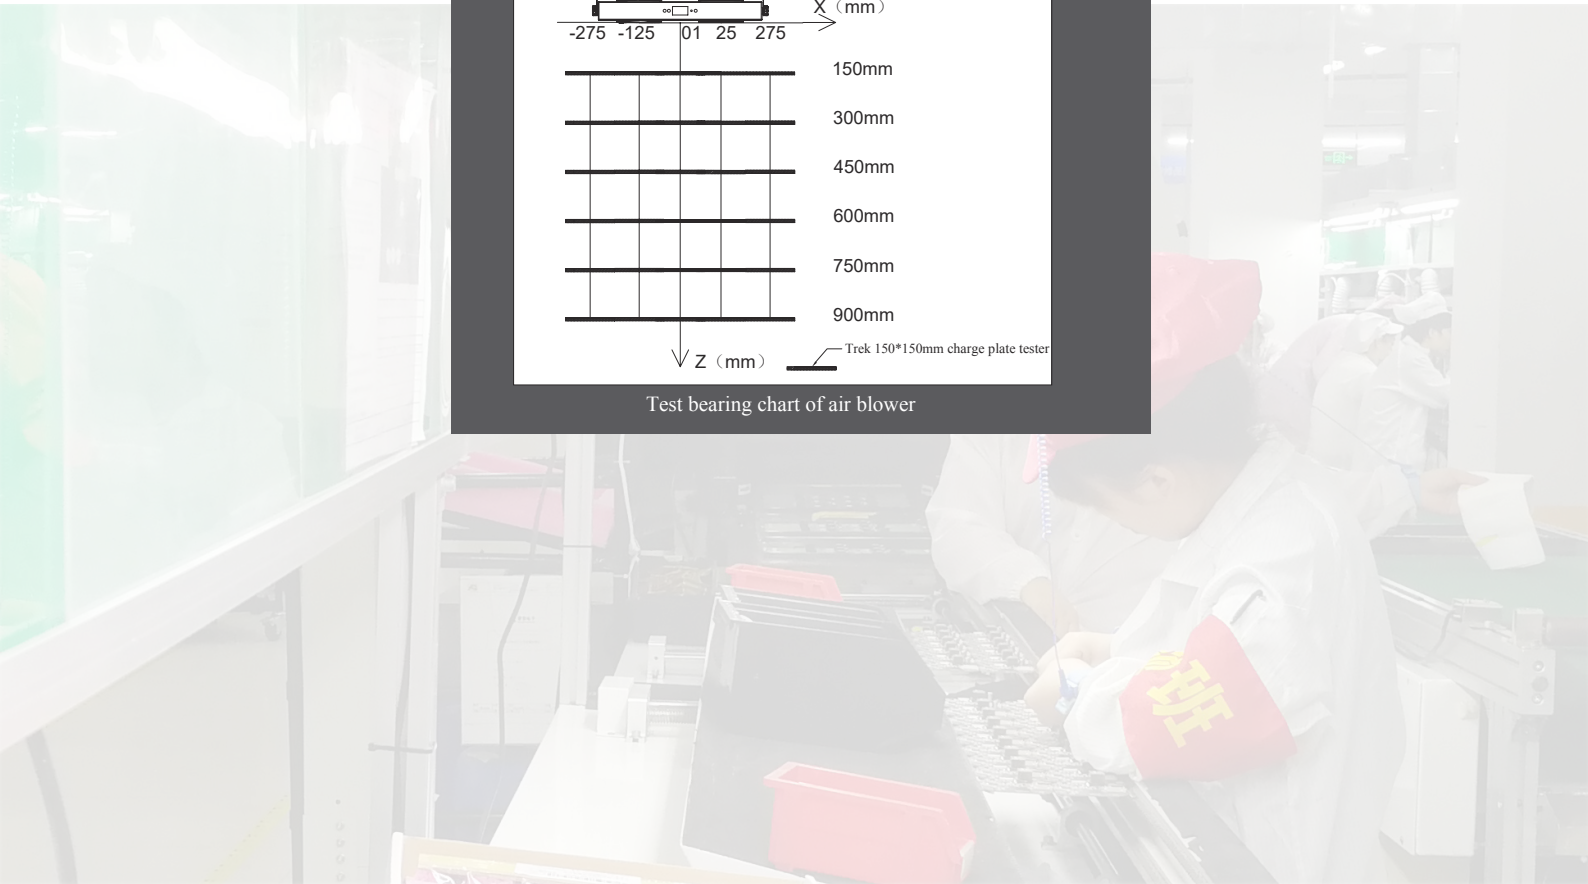 X（mm）
-275 -125 01 25 275
150mm
300mm
450mm
600mm
750mm
900mm
Trek 150*150mm charge plate tester
Z（mm）
Test bearing chart of air blower
班